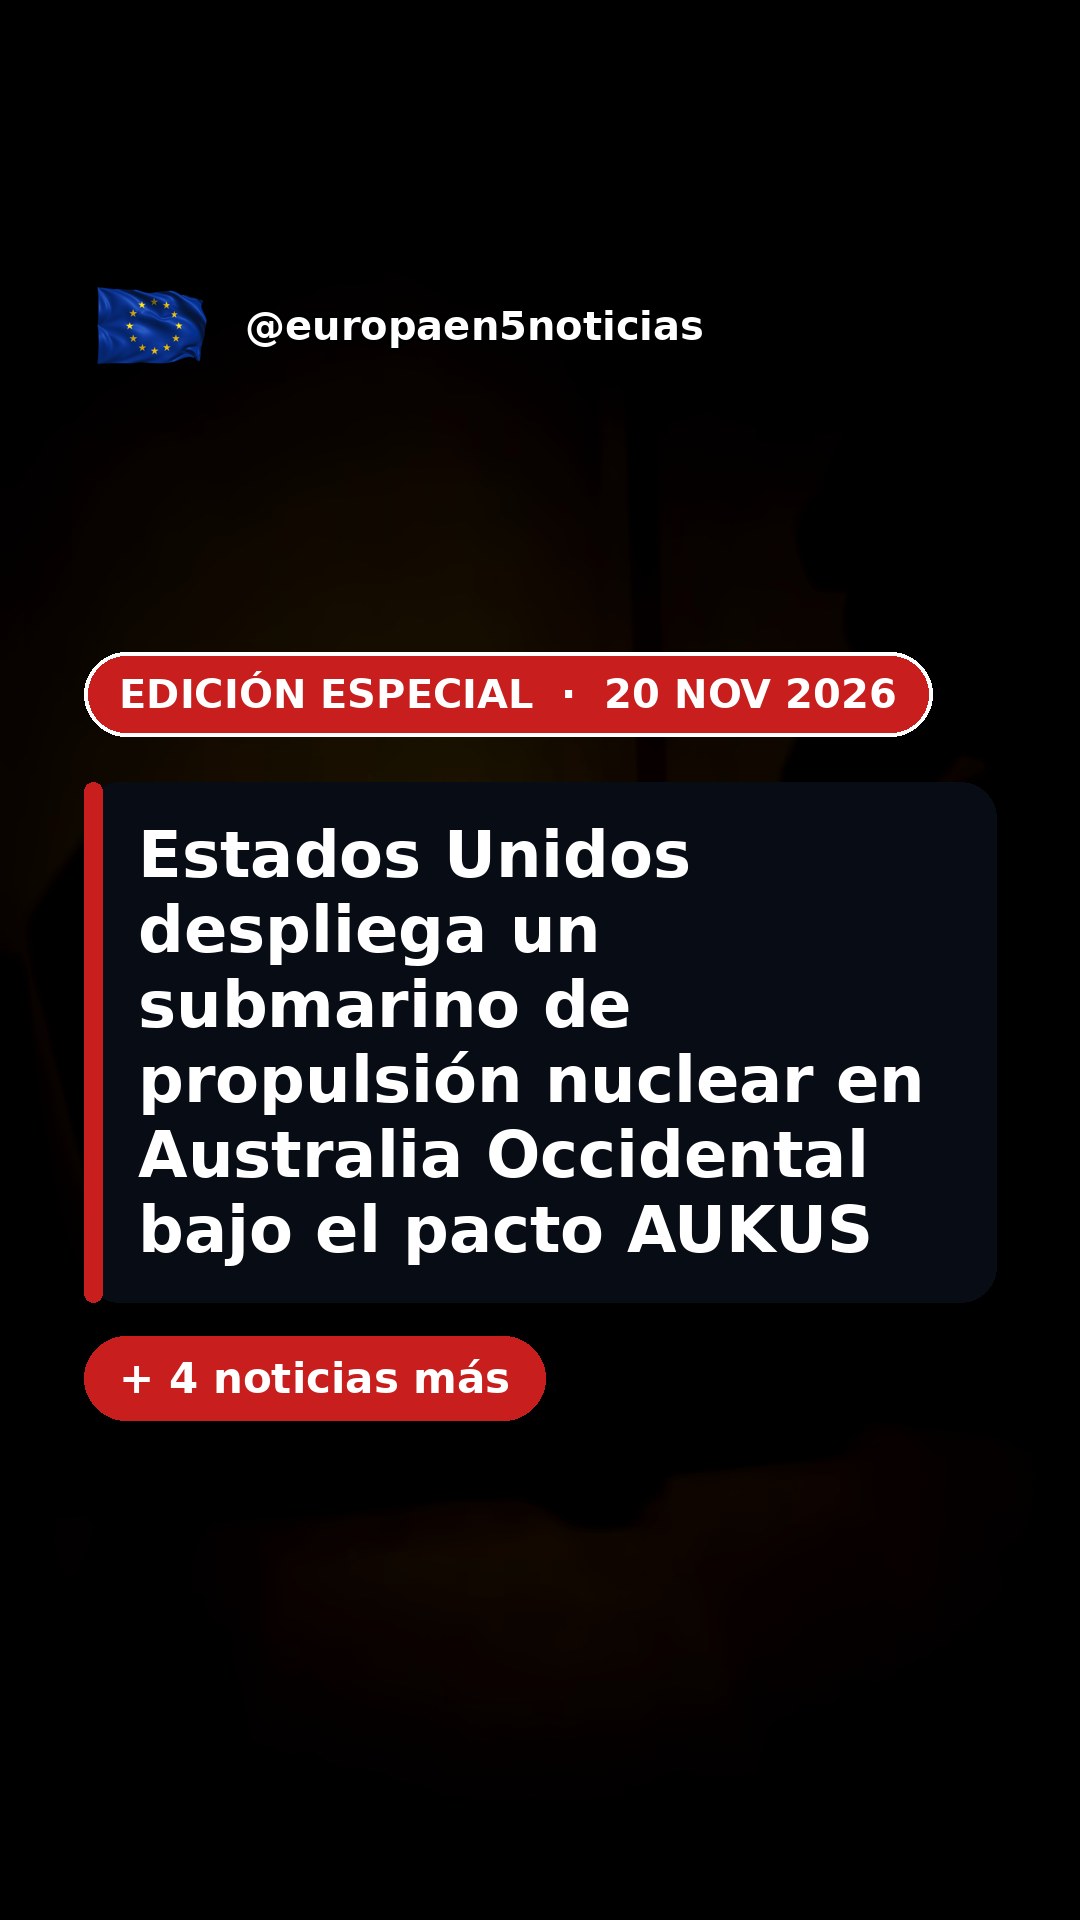 @europaen5noticias
EDICIÓN ESPECIAL · 20 NOV 2026
Estados Unidos
despliega un
submarino de
propulsión nuclear en
Australia Occidental
bajo el pacto AUKUS
+ 4 noticias más